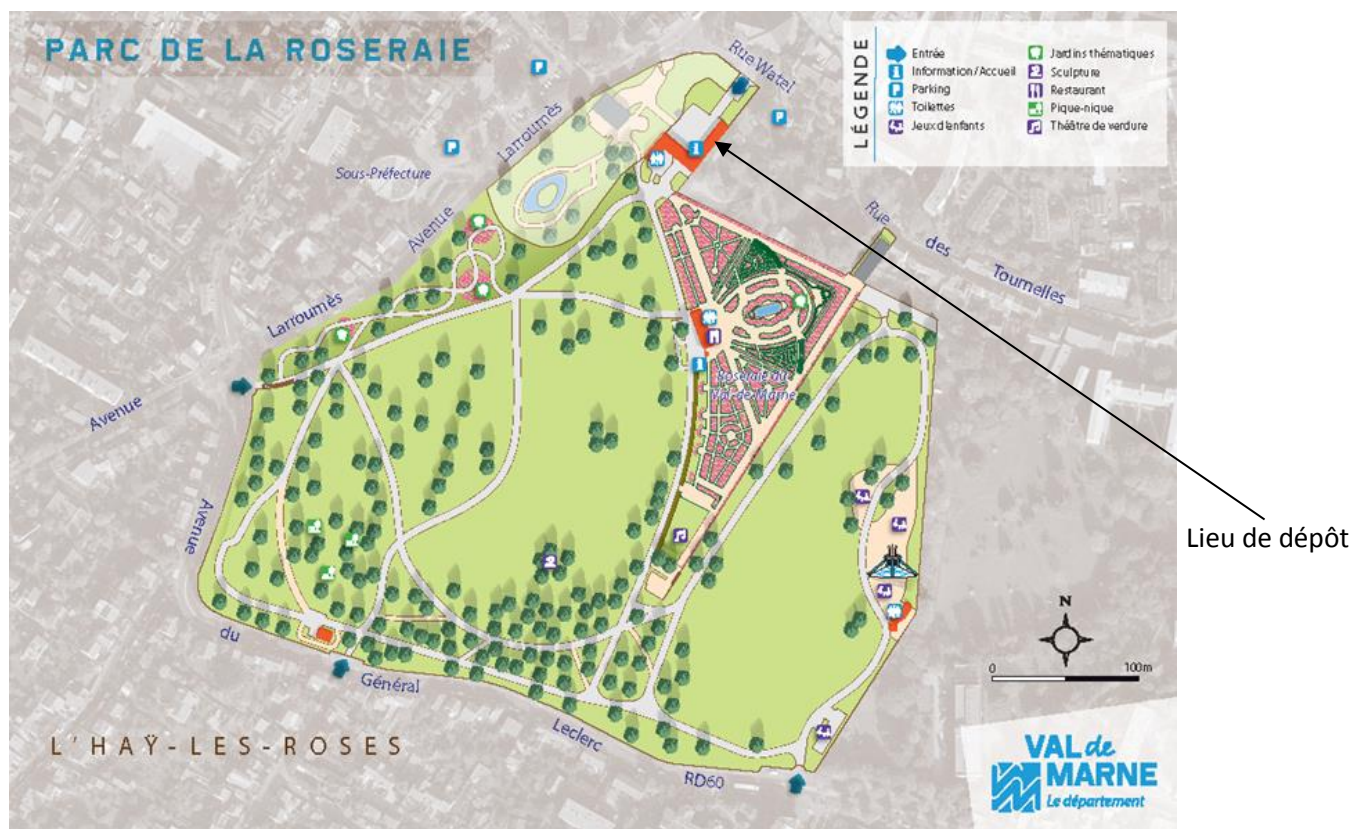 PARC DE LA ROSERAIE
Rue Watel
LÉGENDE
Entrée
Information/Accueil
Parking
Toilettes
Jeux d'enfants
Jardins thématiques
Sculpture
Restaurant
Pique-nique
Théâtre de verdure
Sous-Préfecture
Avenue Larroumès
Rue des Tournelles
Avenue Larroumès
Roseraie du
Val-de-Marne
Lieu de dépôt
Avenue du Général Leclerc RD60
N
0 100m
L'HAŸ-LES-ROSES
VAL de
MARNE
Le département